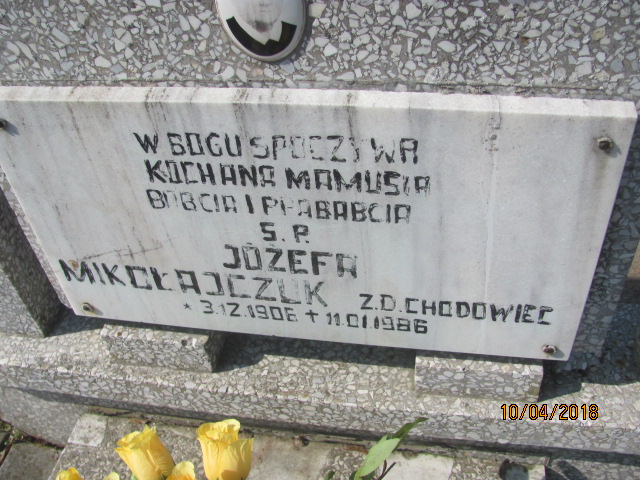 W BOGU SPOCZYWA
KOCHANA MAMUSIA
BABCIA I PRABABCIA
Ś.P.
JÓZEFA
MIKOŁAJCZUK Z.D. CHODOWIEC
* 3.12.1906 + 11.01.1986
10/04/2018